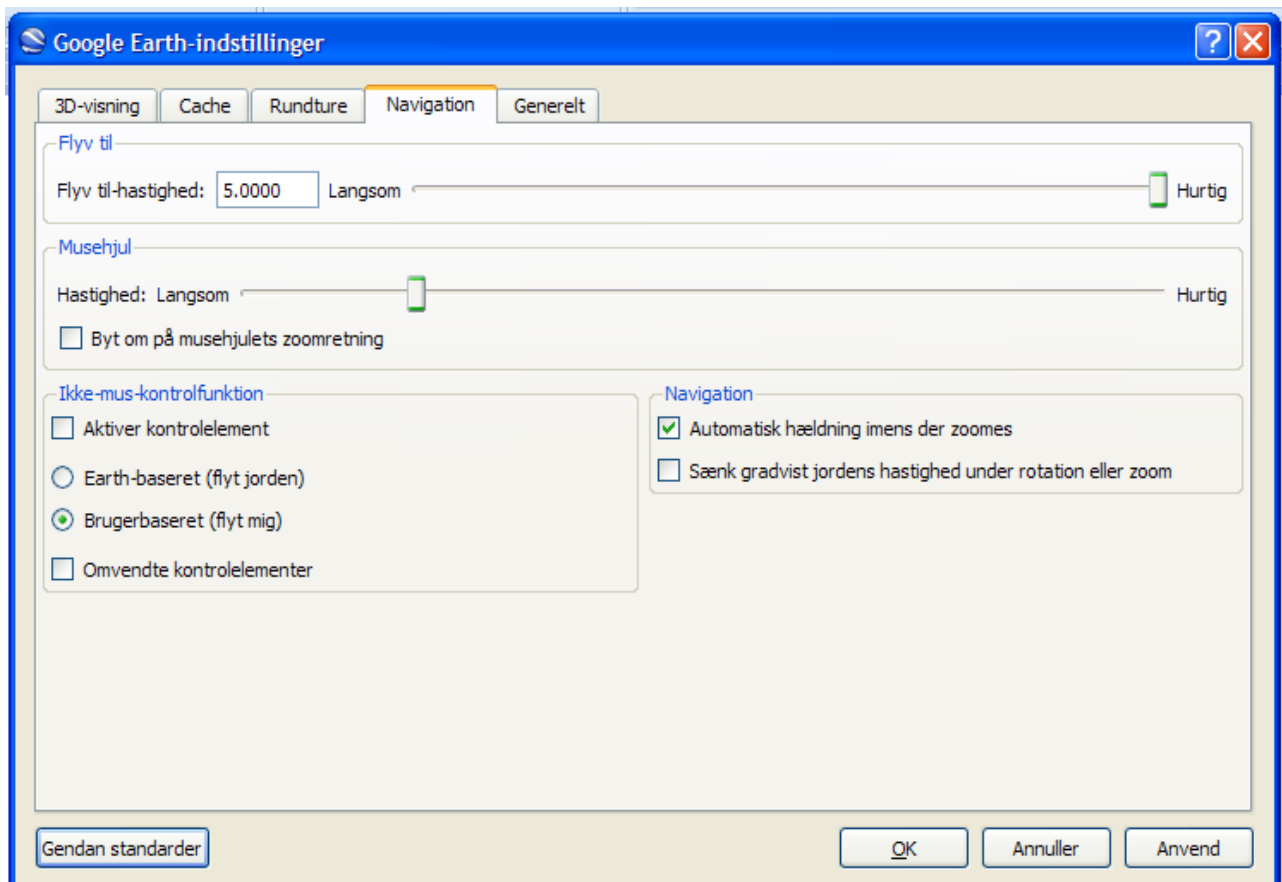 Google Earth-indstillinger
3D-visning Cache Rundture Navigation Generelt
Flyv til
Flyv til-hastighed: 5.0000 Langsom Hurtig
Musehjul
Hastighed: Langsom Hurtig
Byt om på musehjulets zoomretning
Ikke-mus-kontrolfunktion
Aktiver kontrolelement
Earth-baseret (flyt jorden)
Brugerbaseret (flyt mig)
Omvendte kontrolelementer
Navigation
Automatisk hældning imens der zoomes
Sænk gradvist jordens hastighed under rotation eller zoom
Gendan standarder OK Annuller Anvend